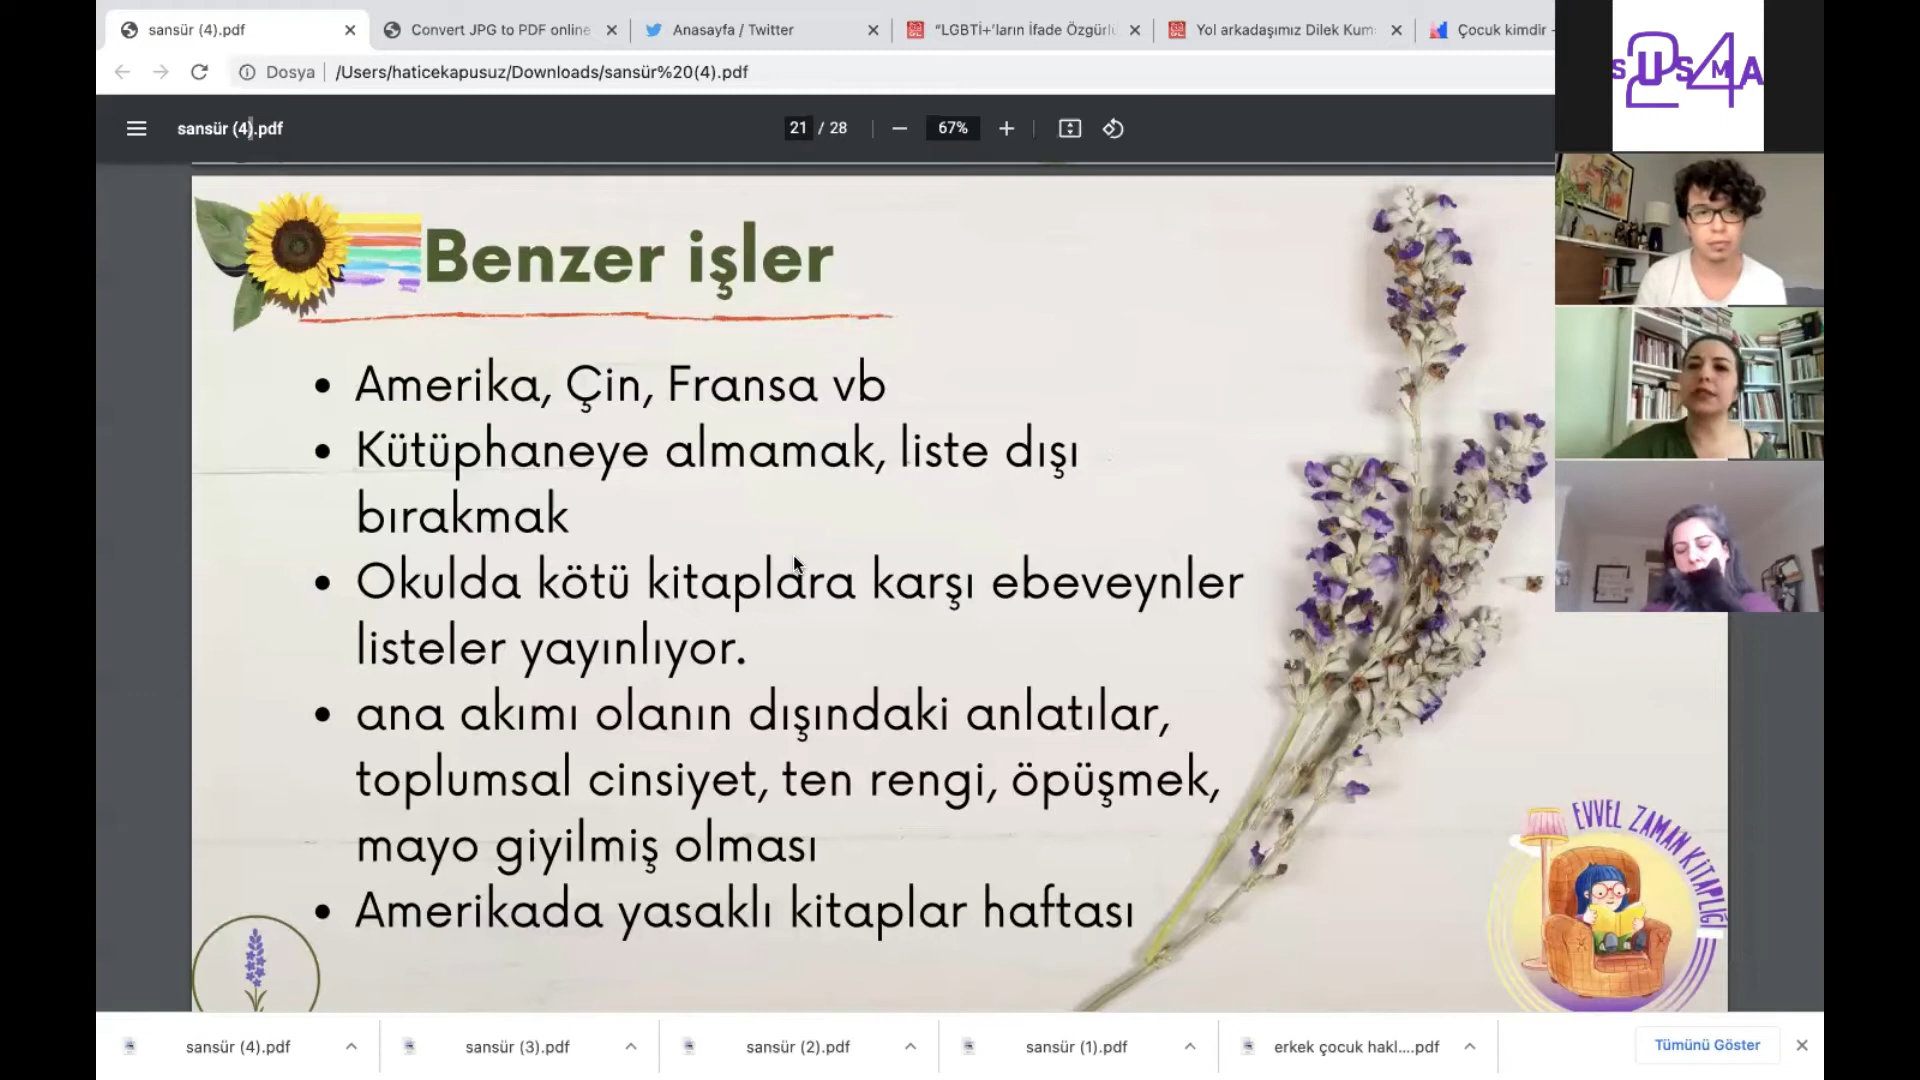 sansür (4).pdf
Convert JPG to PDF online
Anasayfa / Twitter
"LGBTİ+'ların İfade Özgürlü
Yol arkadaşımız Dilek Kum
Çocuk kimdir -
Dosya
/Users/haticekapusuz/Downloads/sansür%20(4).pdf
sansür (4).pdf
21 / 28
67%
SUSMA
24
Benzer işler
• Amerika, Çin, Fransa vb
• Kütüphaneye almamak, liste dışı
bırakmak
• Okulda kötü kitaplara karşı ebeveynler
listeler yayınlıyor.
• ana akımı olanın dışındaki anlatılar,
toplumsal cinsiyet, ten rengi, öpüşmek,
mayo giyilmiş olması
• Amerikada yasaklı kitaplar haftası
EVVEL ZAMAN KİTAPLIĞI
sansür (4).pdf
sansür (3).pdf
sansür (2).pdf
sansür (1).pdf
erkek çocuk hakl....pdf
Tümünü Göster